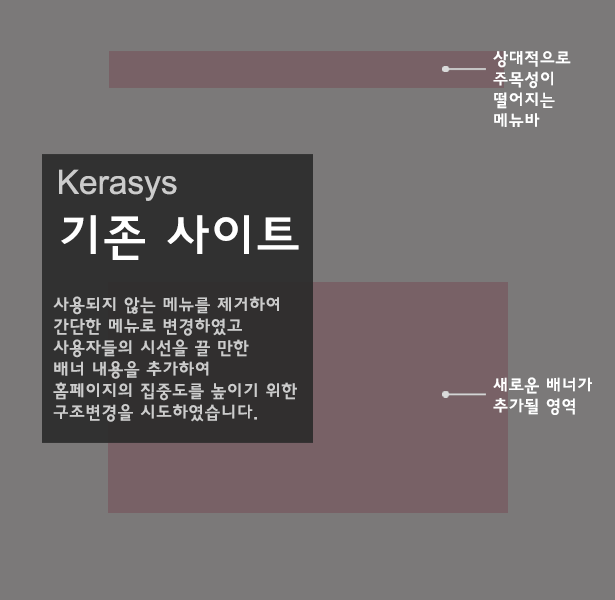 상대적으로
주목성이
떨어지는
메뉴바
Kerasys
기존 사이트
사용되지 않는 메뉴를 제거하여
간단한 메뉴로 변경하였고
사용자들의 시선을 끌 만한
배너 내용을 추가하여
홈페이지의 집중도를 높이기 위한
구조변경을 시도하였습니다.
새로운 배너가
추가될 영역